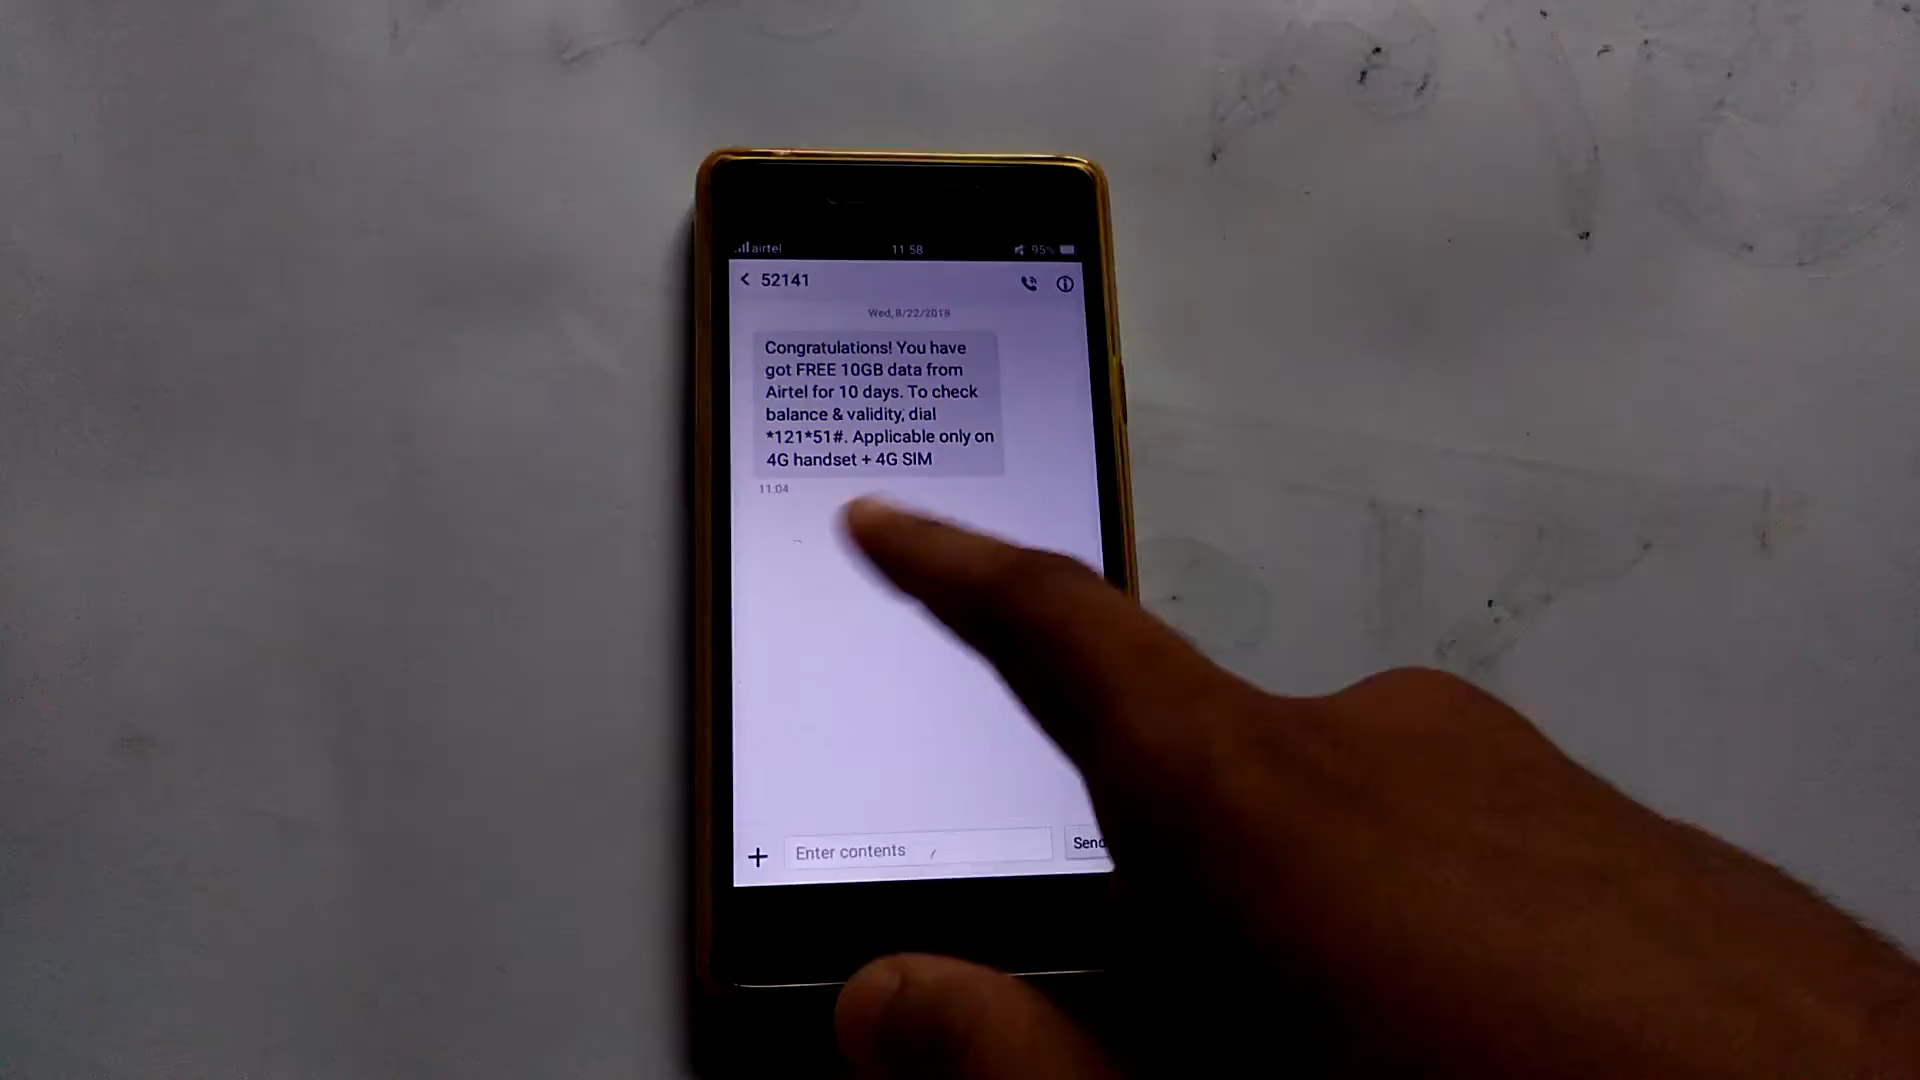 airtel 11:58 95%
52141
Wed, 8/22/2018
Congratulations! You have
got FREE 10GB data from
Airtel for 10 days. To check
balance & validity, dial
*121*51#. Applicable only on
4G handset + 4G SIM
11:04
Enter contents
Send